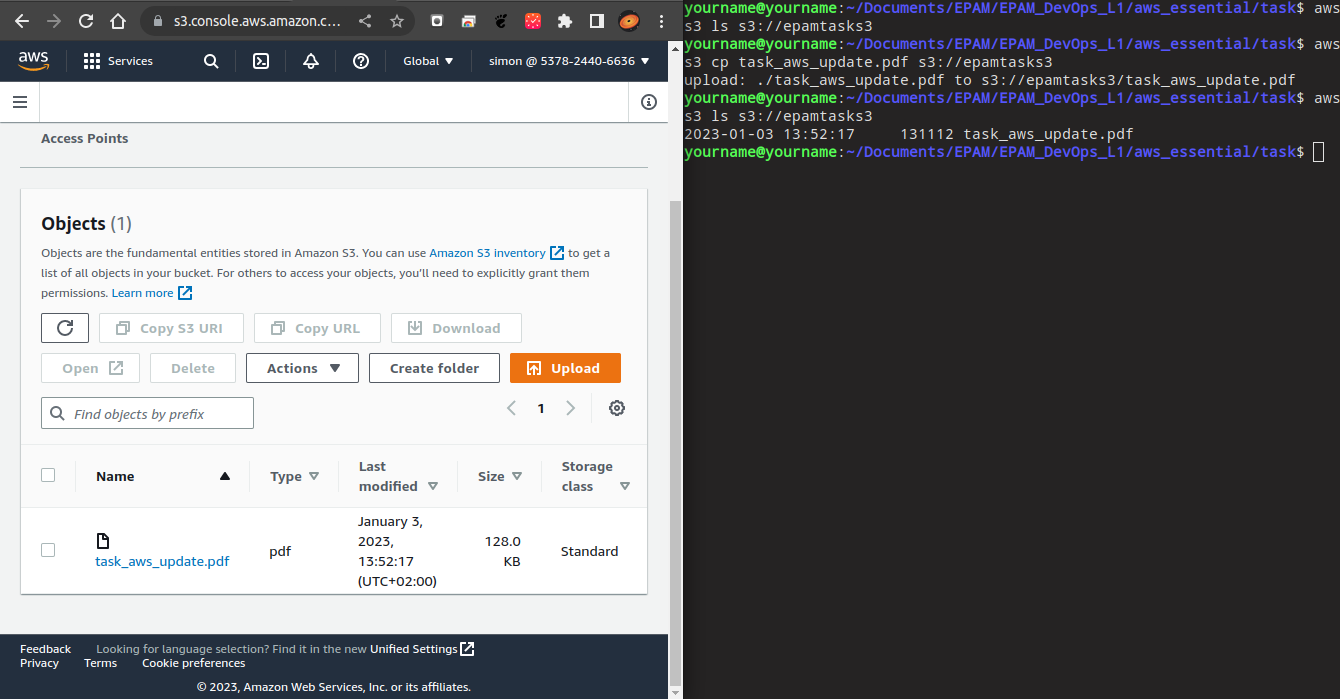 s3.console.aws.amazon.c...
aws
Services
Global
simon @ 5378-2440-6636
Access Points
Objects (1)
Objects are the fundamental entities stored in Amazon S3. You can use Amazon S3 inventory to get a
list of all objects in your bucket. For others to access your objects, you'll need to explicitly grant them
permissions. Learn more
Copy S3 URI
Copy URL
Download
Open
Delete
Actions
Create folder
Upload
Find objects by prefix
1
Name
Type
Last
modified
Size
Storage
class
task_aws_update.pdf
pdf
January 3,
2023,
13:52:17
(UTC+02:00)
128.0
KB
Standard
Feedback
Looking for language selection? Find it in the new Unified Settings
Privacy
Terms
Cookie preferences
© 2023, Amazon Web Services, Inc. or its affiliates.
yourname@yourname:~/Documents/EPAM/EPAM_DevOps_L1/aws_essential/task$ aws
s3 ls s3://epamtasks3
yourname@yourname:~/Documents/EPAM/EPAM_DevOps_L1/aws_essential/task$ aws
s3 cp task_aws_update.pdf s3://epamtasks3
upload: ./task_aws_update.pdf to s3://epamtasks3/task_aws_update.pdf
yourname@yourname:~/Documents/EPAM/EPAM_DevOps_L1/aws_essential/task$ aws
s3 ls s3://epamtasks3
2023-01-03 13:52:17     131112 task_aws_update.pdf
yourname@yourname:~/Documents/EPAM/EPAM_DevOps_L1/aws_essential/task$